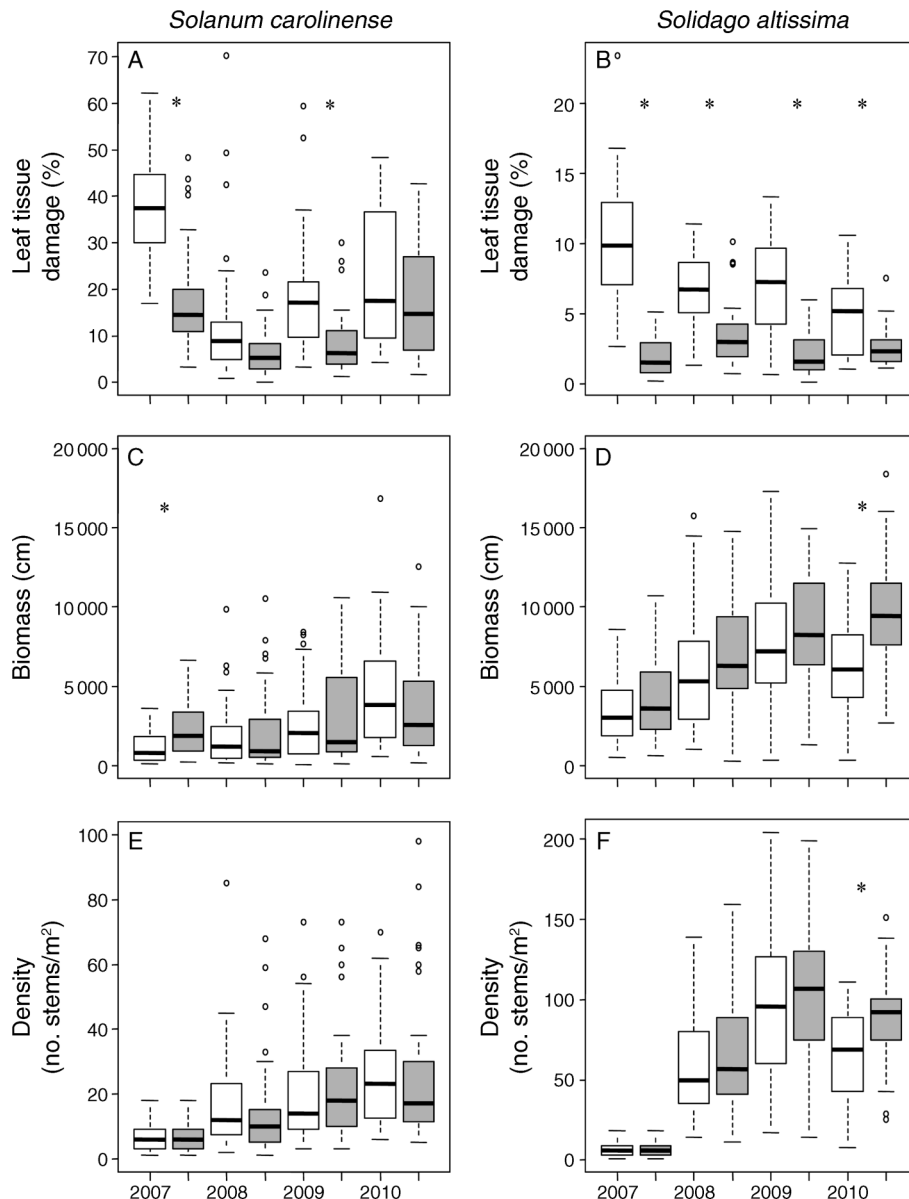 Solanum carolinense
Solidago altissima
A
70
60
50
40
30
20
10
0
Leaf tissue
damage (%)
*
*
B
20
15
10
5
0
Leaf tissue
damage (%)
*
*
*
*
C
20 000
15 000
10 000
5 000
0
Biomass (cm)
*
D
20 000
15 000
10 000
5 000
0
Biomass (cm)
*
E
100
80
60
40
20
0
Density
(no. stems/m²)
2007 2008 2009 2010
F
200
150
100
50
0
Density
(no. stems/m²)
*
2007 2008 2009 2010